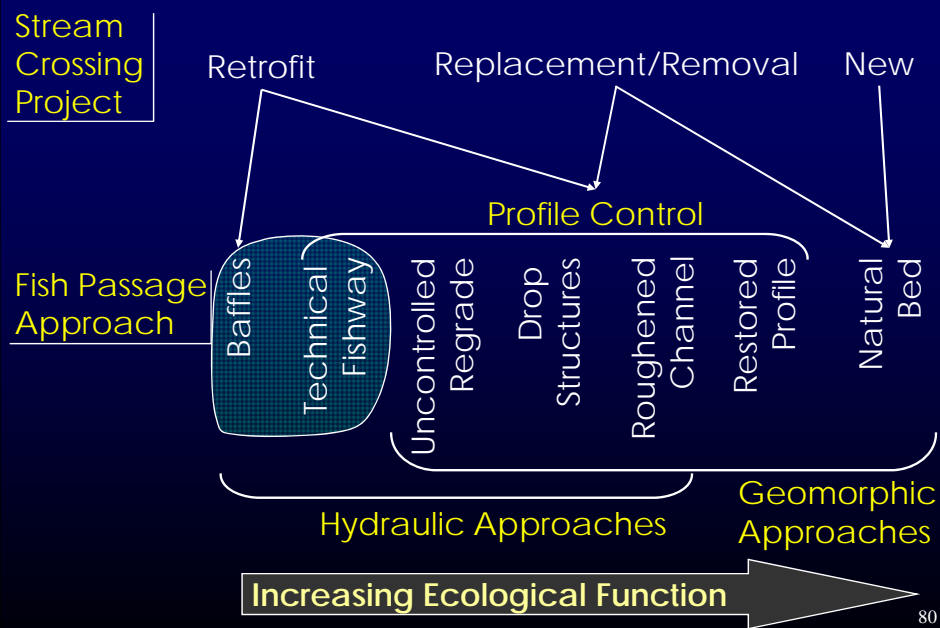 Stream
Crossing
Project
Retrofit
Replacement/Removal
New
Profile Control
Fish Passage
Approach
Baffles
Technical
Fishway
Uncontrolled
Regrade
Drop
Structures
Roughened
Channel
Restored
Profile
Natural
Bed
Hydraulic Approaches
Geomorphic
Approaches
Increasing Ecological Function
80